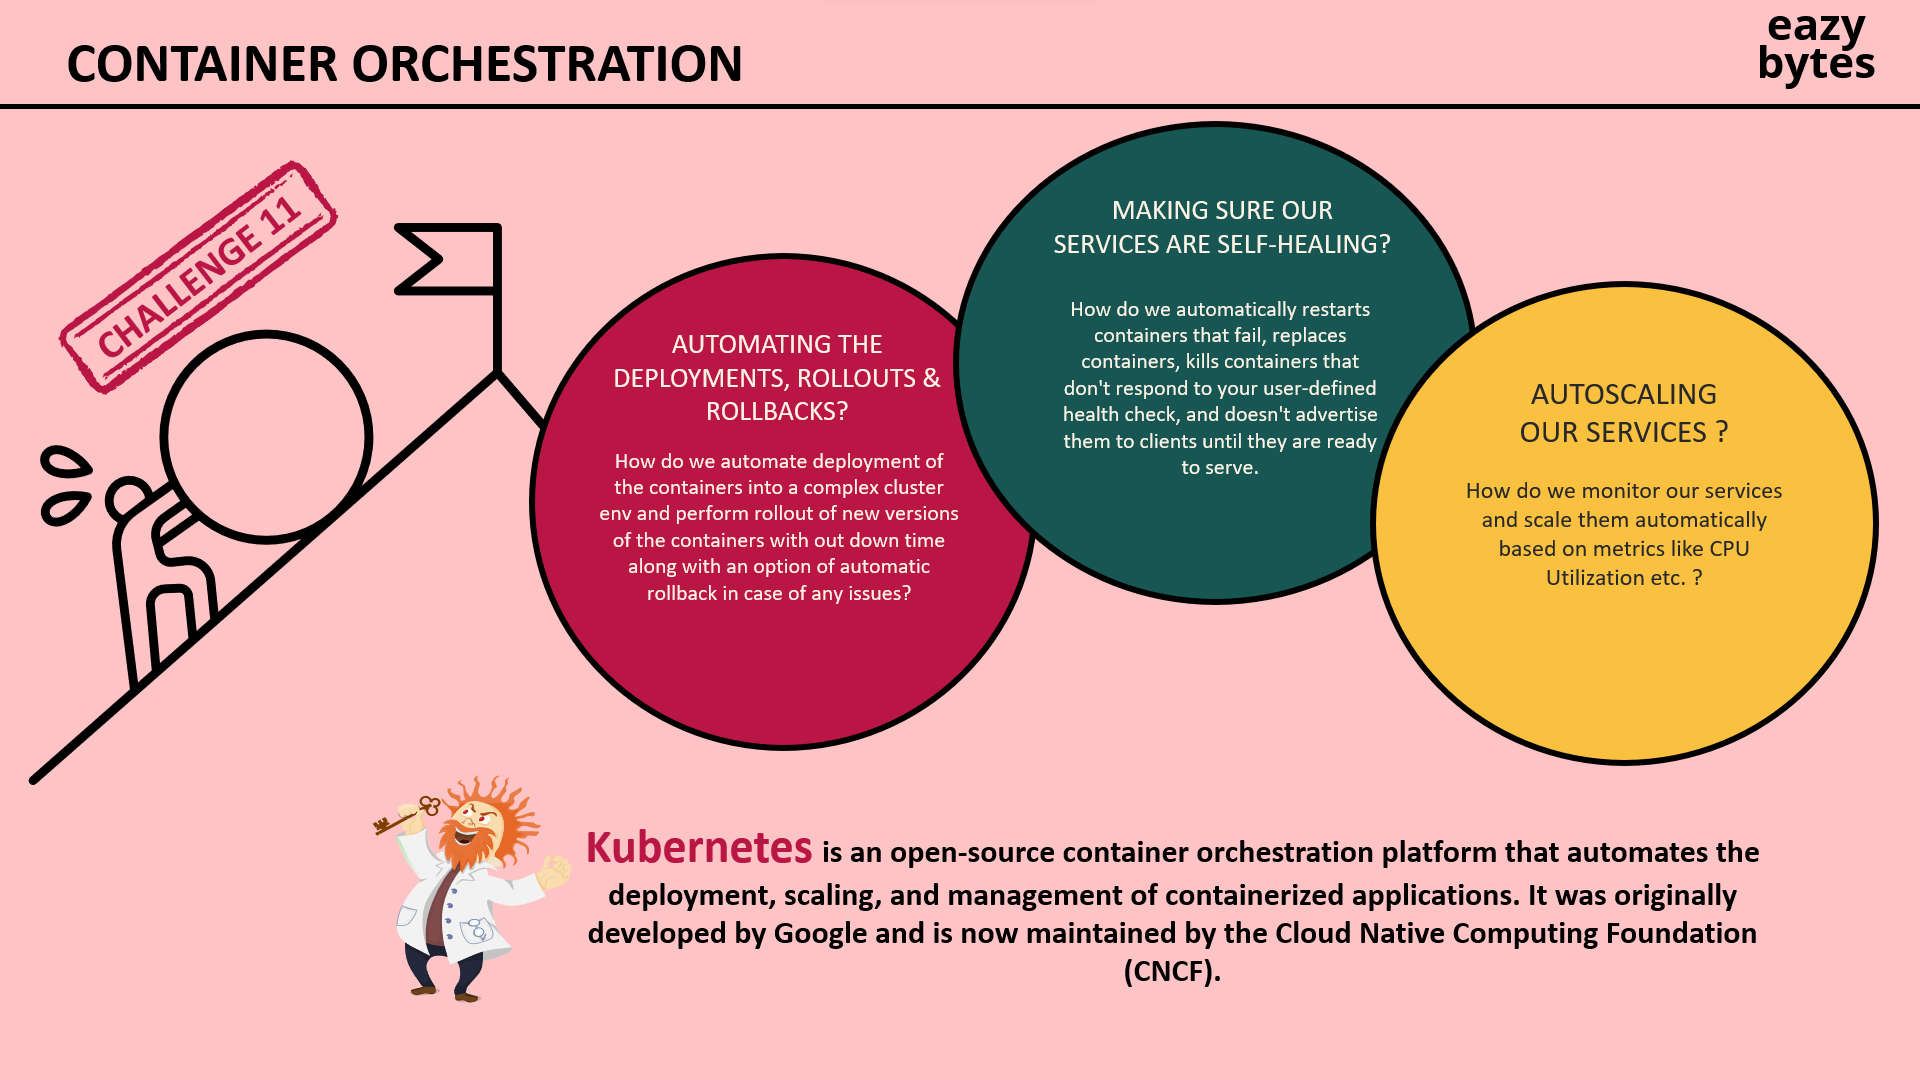 CONTAINER ORCHESTRATION
eazy
bytes
CHALLENGE 11
AUTOMATING THE
DEPLOYMENTS, ROLLOUTS &
ROLLBACKS?
How do we automate deployment of
the containers into a complex cluster
env and perform rollout of new versions
of the containers with out down time
along with an option of automatic
rollback in case of any issues?
MAKING SURE OUR
SERVICES ARE SELF-HEALING?
How do we automatically restarts
containers that fail, replaces
containers, kills containers that
don't respond to your user-defined
health check, and doesn't advertise
them to clients until they are ready
to serve.
AUTOSCALING
OUR SERVICES ?
How do we monitor our services
and scale them automatically
based on metrics like CPU
Utilization etc. ?
Kubernetes is an open-source container orchestration platform that automates the
deployment, scaling, and management of containerized applications. It was originally
developed by Google and is now maintained by the Cloud Native Computing Foundation
(CNCF).